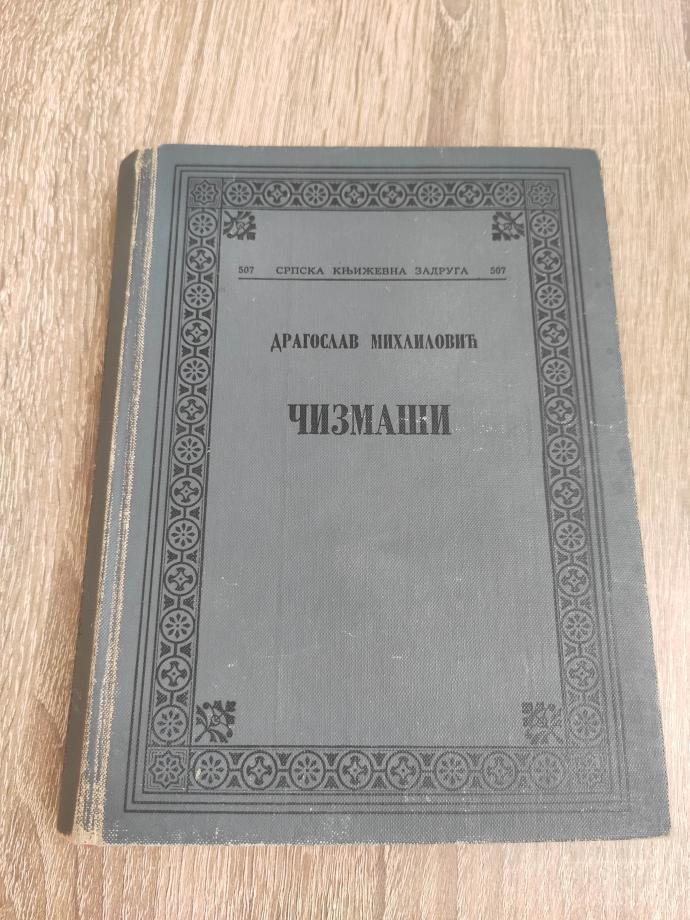 507 СРПСКА КЊИЖЕВНА ЗАДРУГА 507
ДРАГОСЛАВ МИХАИЛОВИЋ
ЧИЗМАШИ